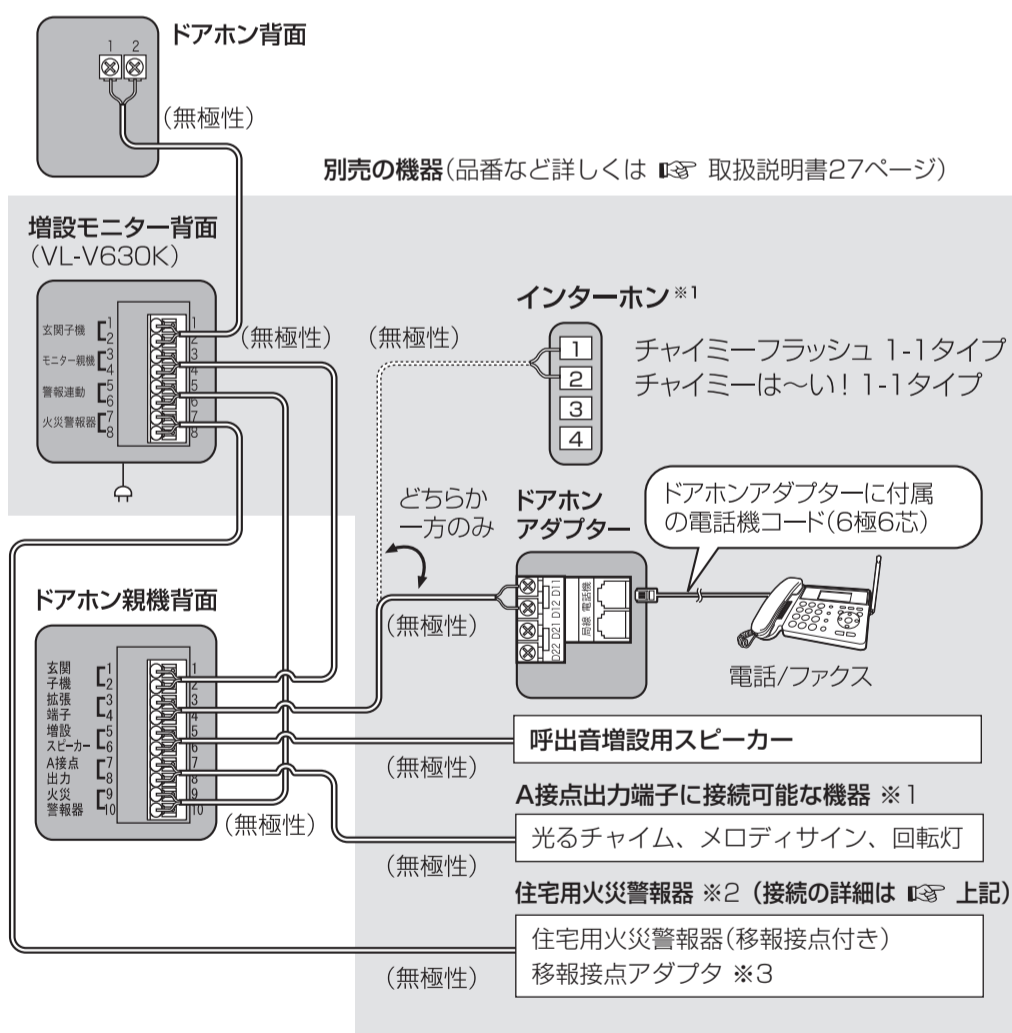 ドアホン背面
1 2
(無極性)
別売の機器(品番など詳しくは ☞ 取扱説明書27ページ)
増設モニター背面
(VL-V630K)
玄関子機 1
2
モニター親機 3
4
警報連動 5
6
火災警報器 7
8
1
2
3
4
5
6
7
8
(無極性)
(無極性)
インターホン※1
1
2
3
4
チャイミーフラッシュ 1-1タイプ
チャイミーは~い! 1-1タイプ
どちらか
一方のみ
(無極性)
ドアホン
アダプター
D22 D21 D12 D11
局線 電話機
ドアホンアダプターに付属
の電話機コード(6極6芯)
電話/ファクス
ドアホン親機背面
玄関
子機
1
2
拡張
端子
3
4
増設
スピーカー
5
6
A接点
出力
7
8
火災
警報器
9
10
1
2
3
4
5
6
7
8
9
10
(無極性)
(無極性)
呼出音増設用スピーカー
A接点出力端子に接続可能な機器 ※1
(無極性)
光るチャイム、メロディサイン、回転灯
住宅用火災警報器 ※2 (接続の詳細は ☞ 上記)
(無極性)
住宅用火災警報器(移報接点付き)
移報接点アダプタ ※3